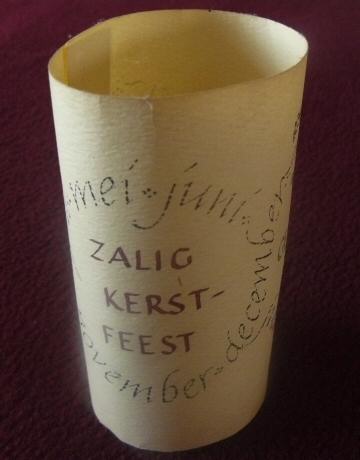 mei - juni
ZALIG
KERST-
FEEST
november - december